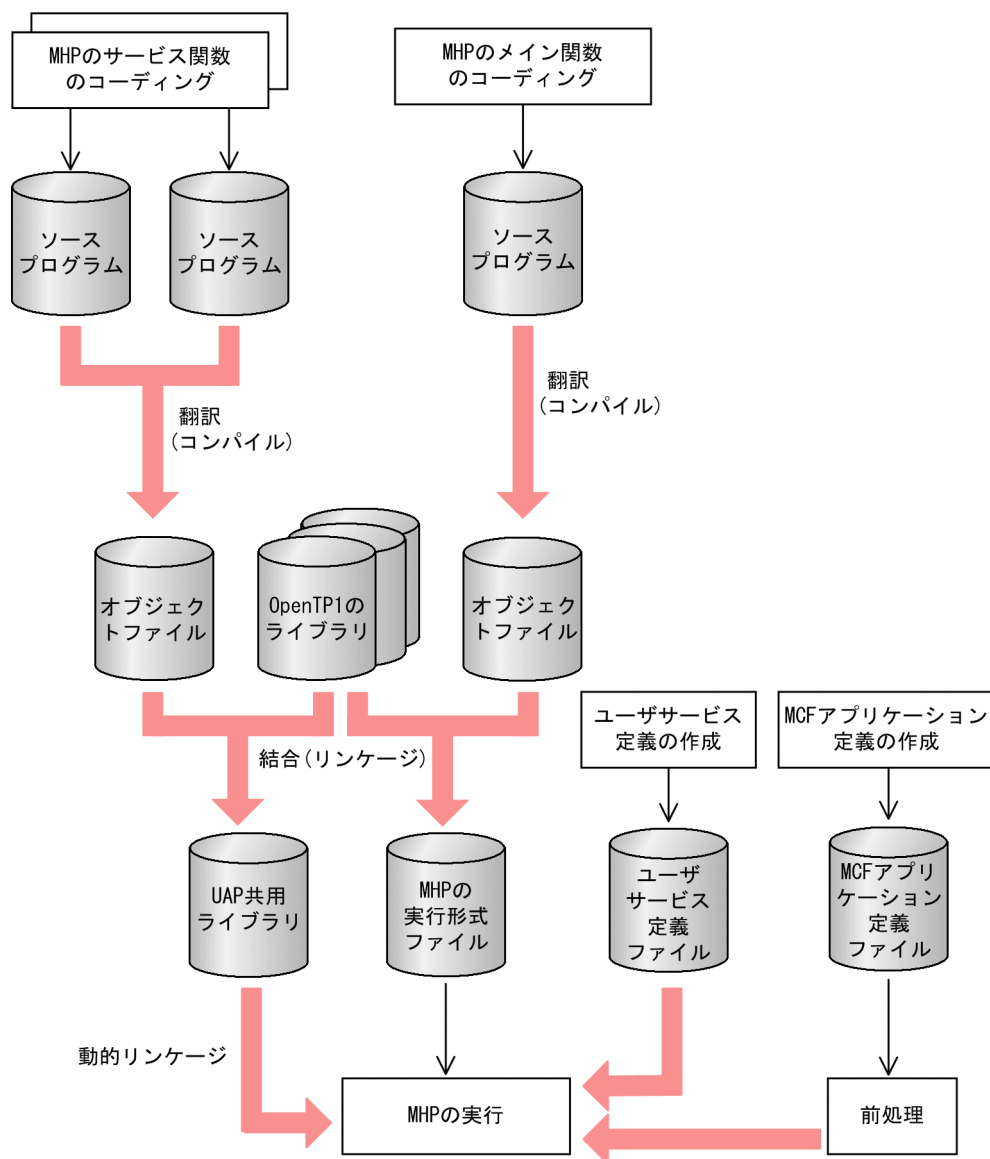 MHPのサービス関数
のコーディング
MHPのメイン関数
のコーディング
ソース
プログラム
ソース
プログラム
ソース
プログラム
翻訳
(コンパイル)
翻訳
(コンパイル)
オブジェク
トファイル
OpenTP1の
ライブラリ
オブジェク
トファイル
ユーザサービス
定義の作成
MCFアプリケーション
定義の作成
結合(リンケージ)
UAP共用
ライブラリ
MHPの
実行形式
ファイル
ユーザ
サービス
定義
ファイル
MCFアプリ
ケーション
定義
ファイル
動的リンケージ
MHPの実行
前処理